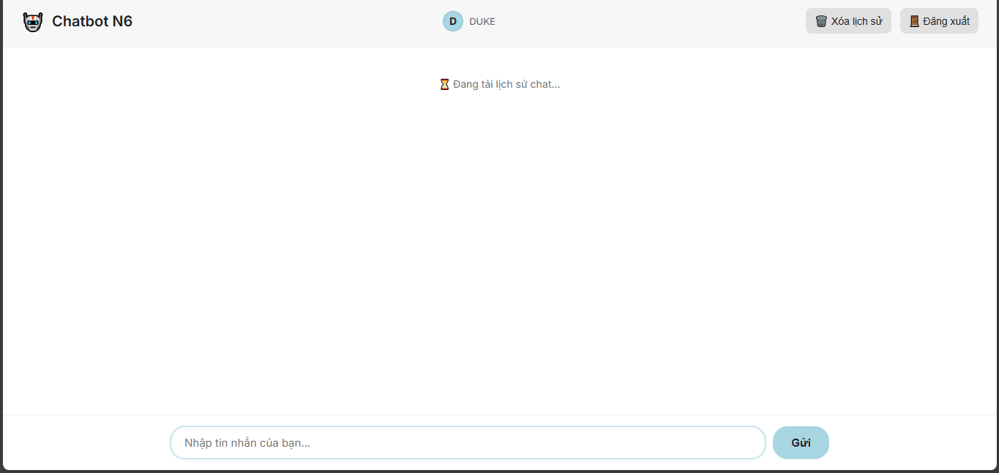 Chatbot N6
D DUKE
Xóa lịch sử
Đăng xuất
Đang tải lịch sử chat...
Nhập tin nhắn của bạn...
Gửi